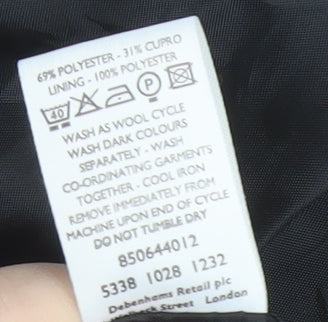 69% POLYESTER - 31% CUPRO
LINING - 100% POLYESTER
40 P
WASH AS WOOL CYCLE
WASH DARK COLOURS
SEPARATELY - WASH
CO-ORDINATING GARMENTS
TOGETHER - COOL IRON
REMOVE IMMEDIATELY FROM
MACHINE UPON END OF CYCLE
DO NOT TUMBLE DRY
850644012
5338 1028 1232
Debenhams Retail plc
Street London